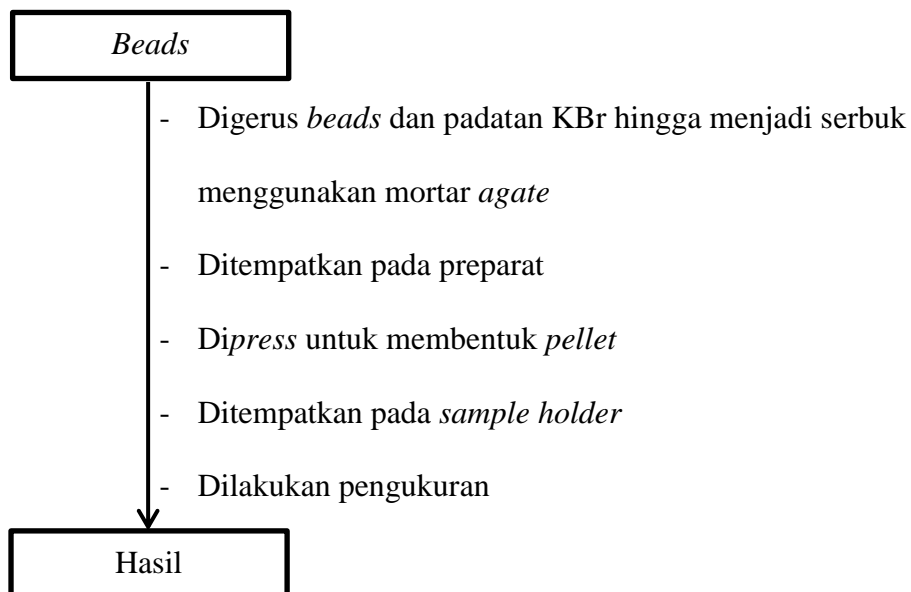 Beads
- Digerus beads dan padatan KBr hingga menjadi serbuk
menggunakan mortar agate
- Ditempatkan pada preparat
- Dipress untuk membentuk pellet
- Ditempatkan pada sample holder
- Dilakukan pengukuran
Hasil